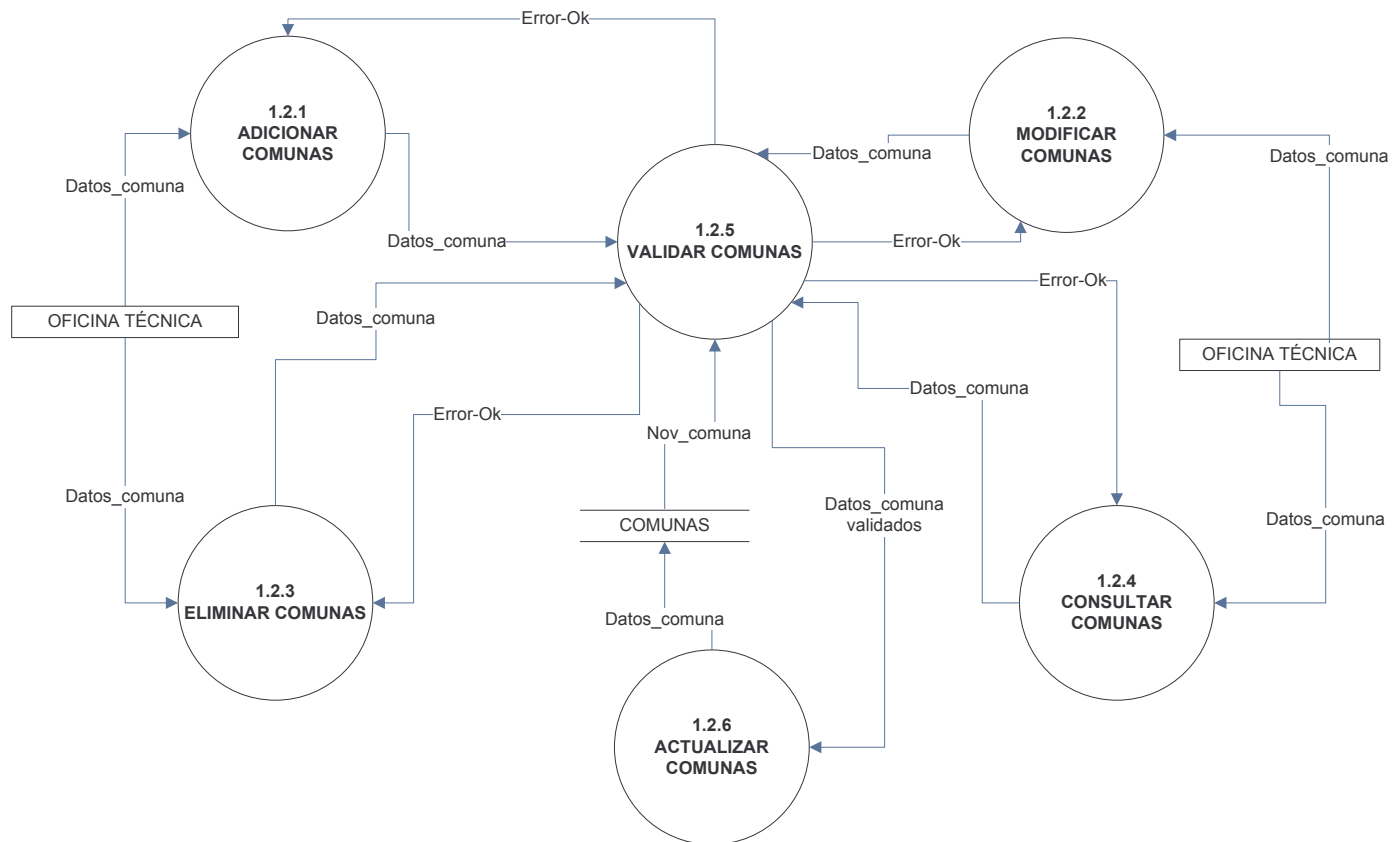 Error-Ok
1.2.1
ADICIONAR
COMUNAS
1.2.2
MODIFICAR
COMUNAS
Datos_comuna
Datos_comuna
Datos_comuna
Datos_comuna
1.2.5
VALIDAR COMUNAS
Error-Ok
Error-Ok
OFICINA TÉCNICA
Datos_comuna
OFICINA TÉCNICA
Datos_comuna
Error-Ok
Nov_comuna
Datos_comuna
Datos_comuna
validados
COMUNAS
Datos_comuna
1.2.3
ELIMINAR COMUNAS
1.2.4
CONSULTAR
COMUNAS
Datos_comuna
1.2.6
ACTUALIZAR
COMUNAS